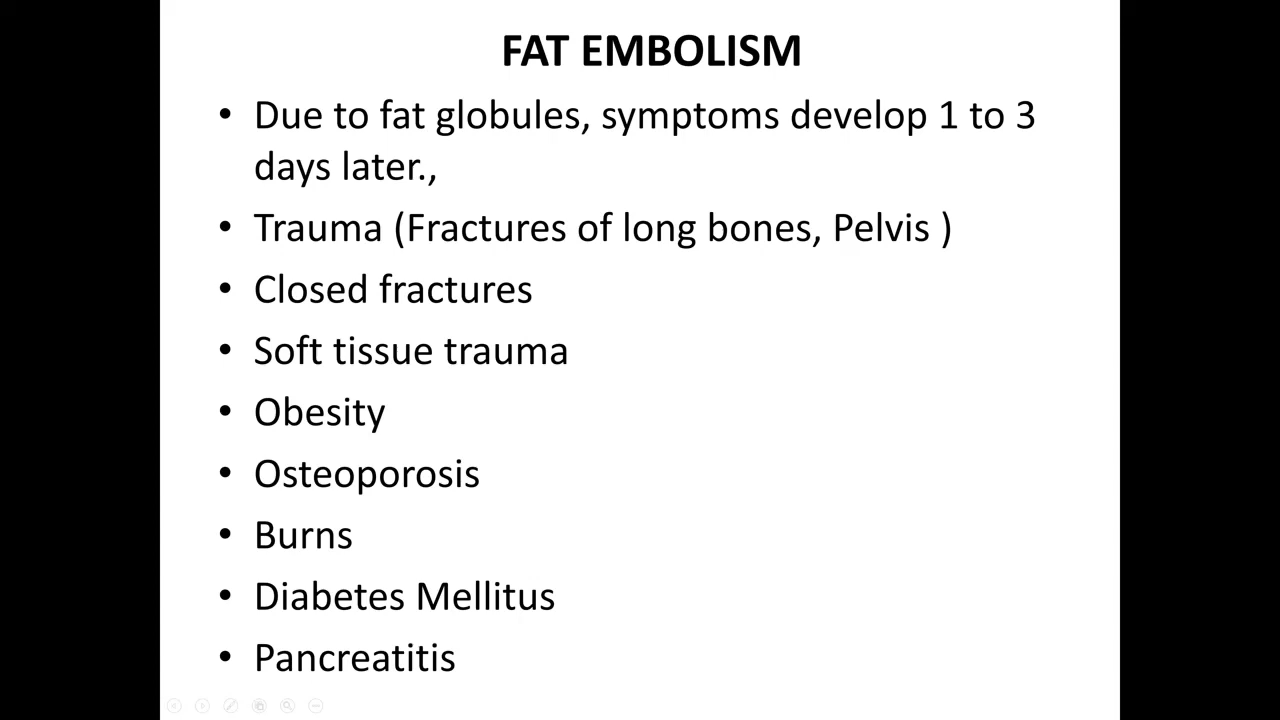 FAT EMBOLISM
• Due to fat globules, symptoms develop 1 to 3
days later.,
• Trauma (Fractures of long bones, Pelvis )
• Closed fractures
• Soft tissue trauma
• Obesity
• Osteoporosis
• Burns
• Diabetes Mellitus
• Pancreatitis